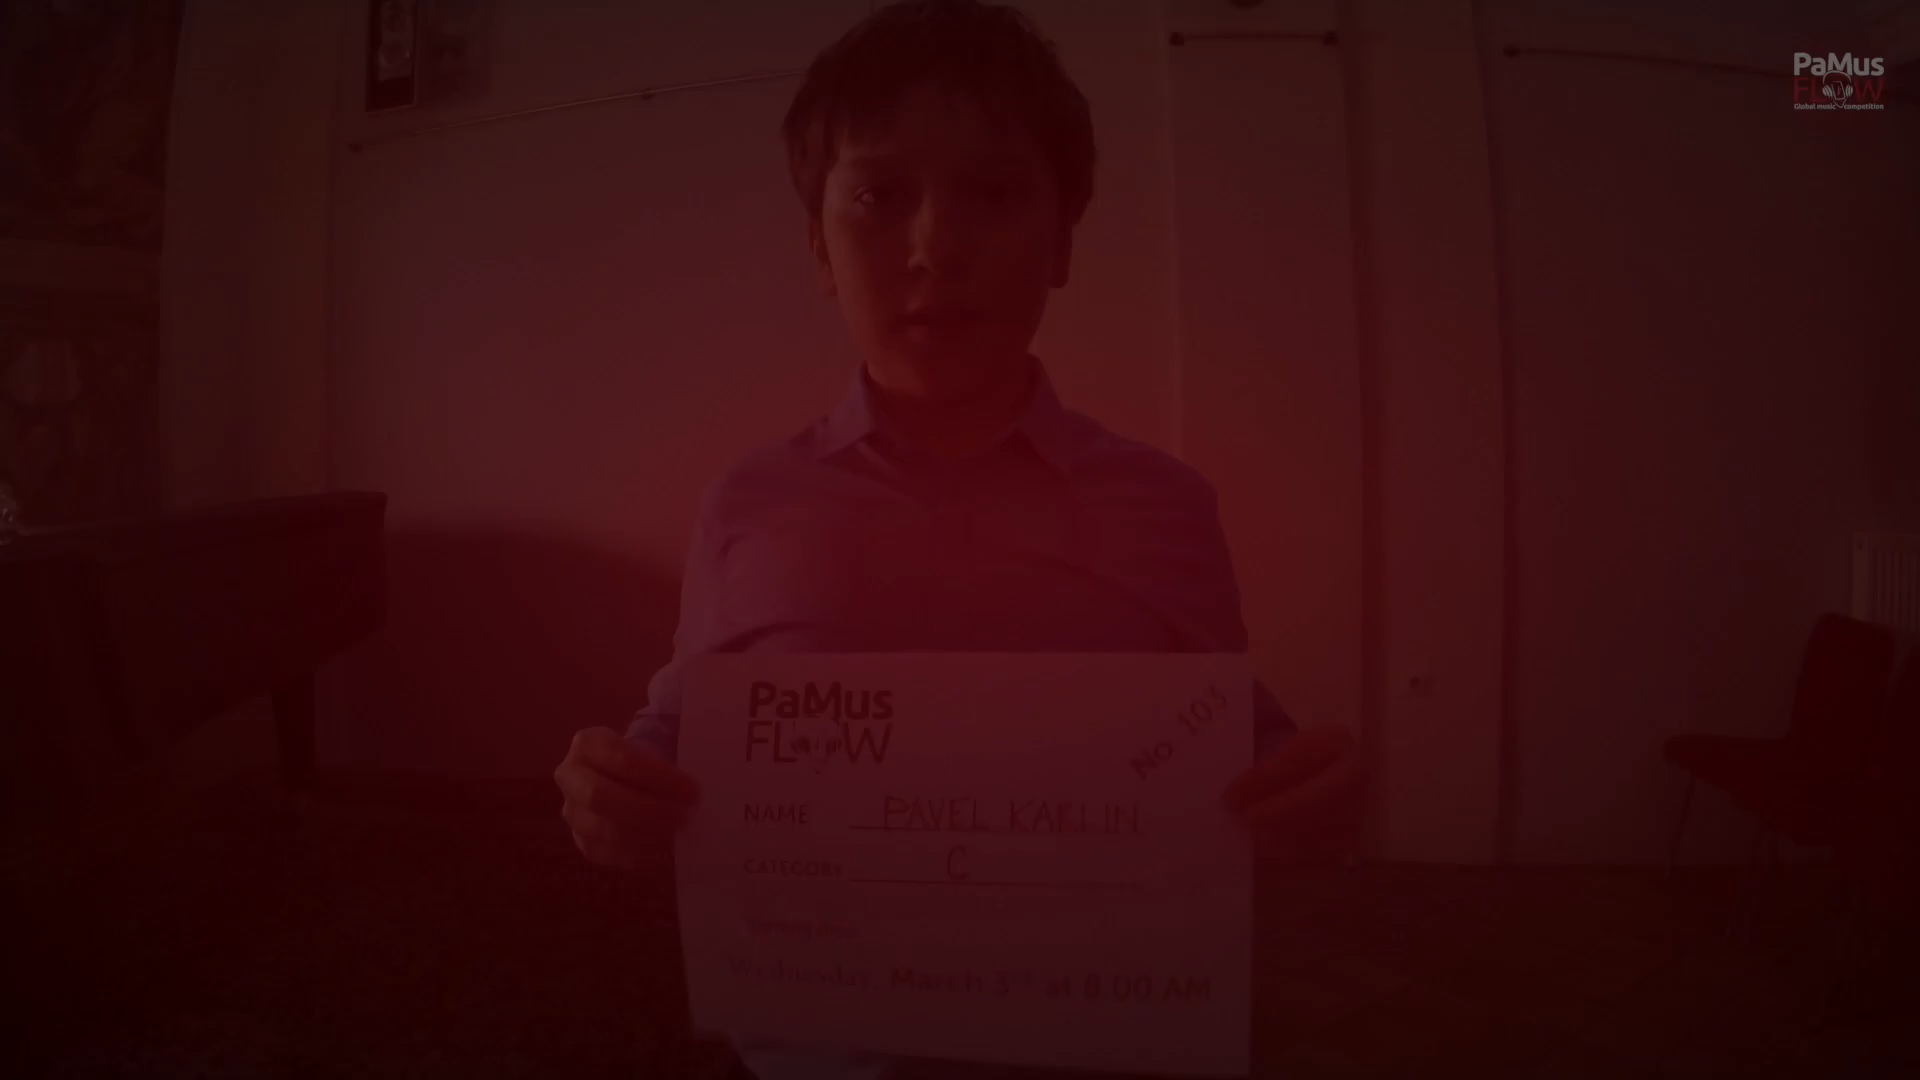 PaMus
FLOW
Global music competition
PaMus
FLOW
No. 103
NAME PAVEL KARLIN
CATEGORY C
Wednesday, March 3rd at 8.00 AM